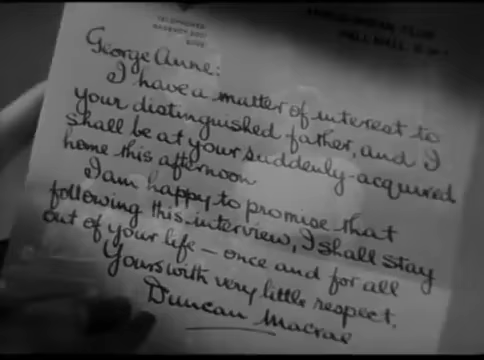 TELEPHONES
George Anne:
I have a matter of interest to
your distinguished father, and I
shall be at your suddenly-acquired
home this afternoon
I am happy to promise that
following this interview, I shall stay
out of your life — once and for all
Yours with very little respect,
Duncan Macrae